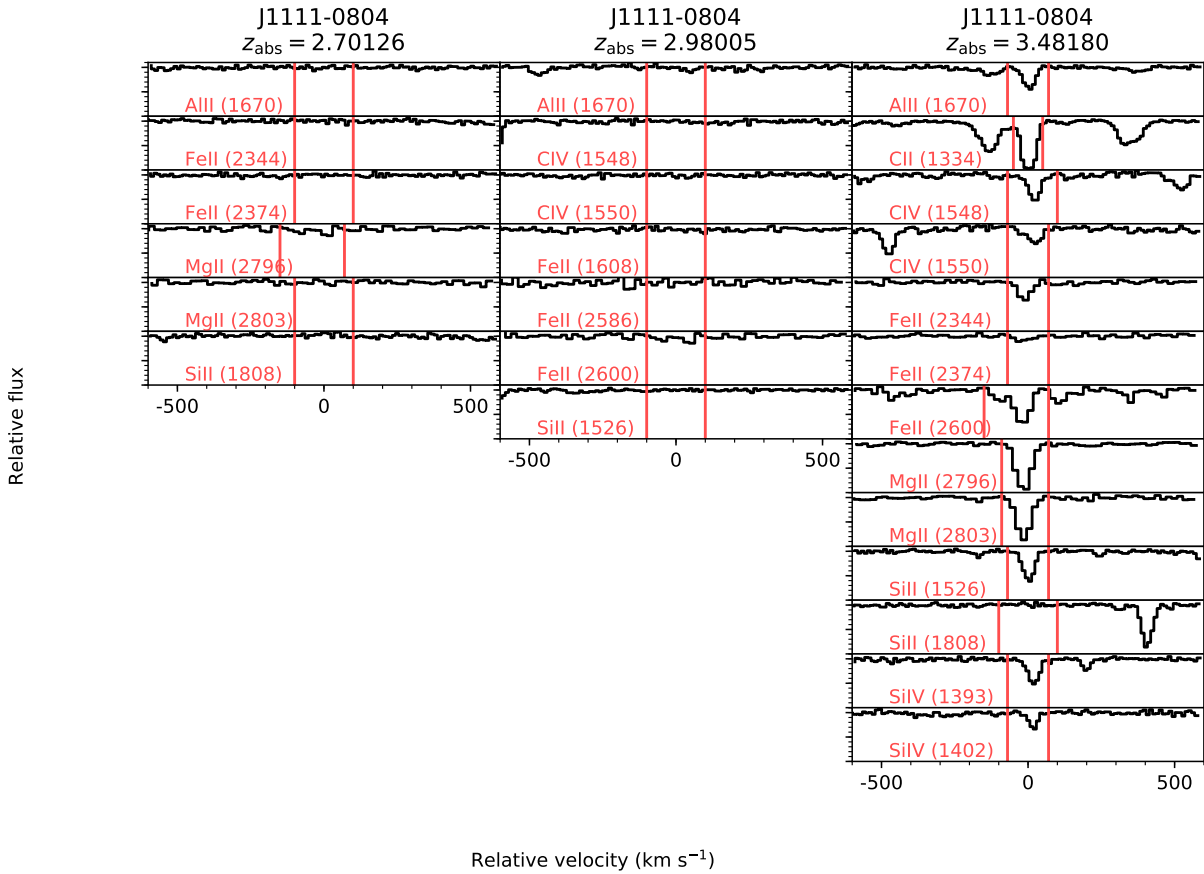 J1111-0804
z_abs = 2.70126
AlII (1670)
FeII (2344)
FeII (2374)
MgII (2796)
MgII (2803)
SiII (1808)
-500 0 500
J1111-0804
z_abs = 2.98005
AlII (1670)
CIV (1548)
CIV (1550)
FeII (1608)
FeII (2586)
FeII (2600)
SiII (1526)
-500 0 500
J1111-0804
z_abs = 3.48180
AlII (1670)
CII (1334)
CIV (1548)
CIV (1550)
FeII (2344)
FeII (2374)
FeII (2600)
MgII (2796)
MgII (2803)
SiII (1526)
SiII (1808)
SiIV (1393)
SiIV (1402)
-500 0 500
Relative flux
Relative velocity (km s⁻¹)